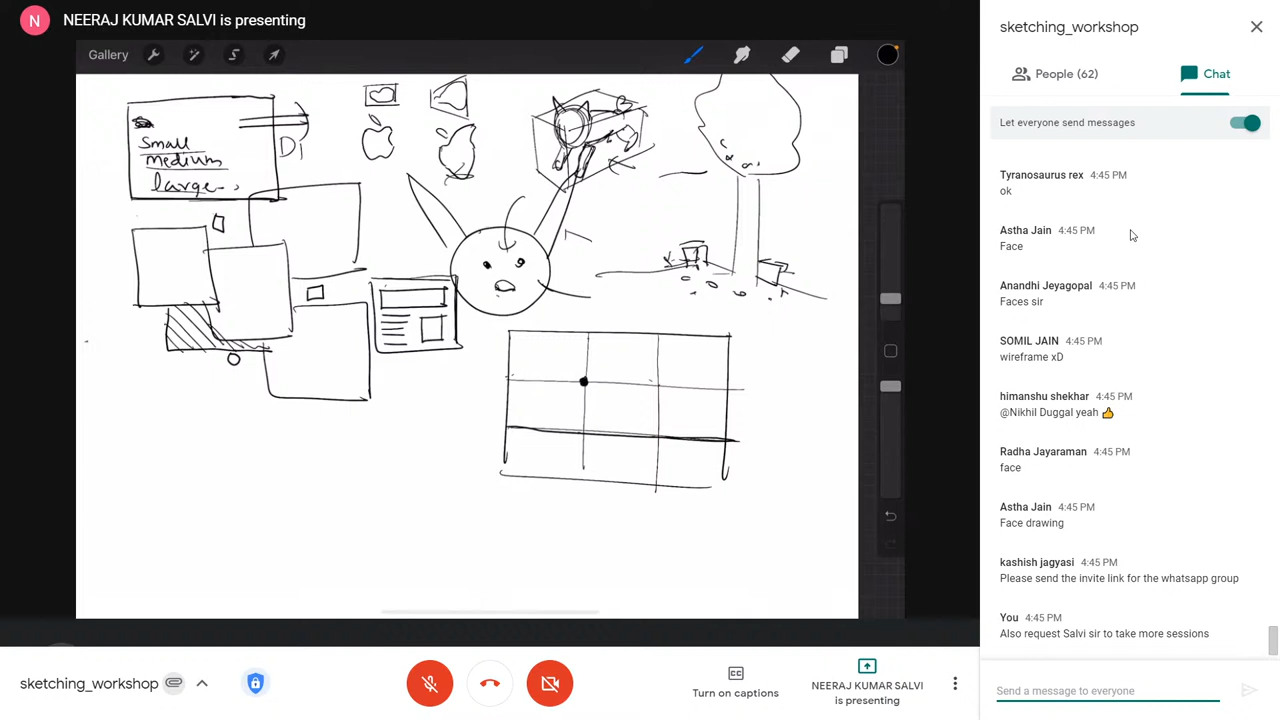 N
NEERAJ KUMAR SALVI is presenting
Gallery
Small
medium
large
sketching_workshop
People (62)
Chat
Let everyone send messages
Tyranosaurus rex 4:45 PM
ok
Astha Jain 4:45 PM
Face
Anandhi Jeyagopal 4:45 PM
Faces sir
SOMIL JAIN 4:45 PM
wireframe xD
himanshu shekhar 4:45 PM
@Nikhil Duggal yeah 👍
Radha Jayaraman 4:45 PM
face
Astha Jain 4:45 PM
Face drawing
kashish jagyasi 4:45 PM
Please send the invite link for the whatsapp group
You 4:45 PM
Also request Salvi sir to take more sessions
Send a message to everyone
sketching_workshop
Turn on captions
NEERAJ KUMAR SALVI
is presenting